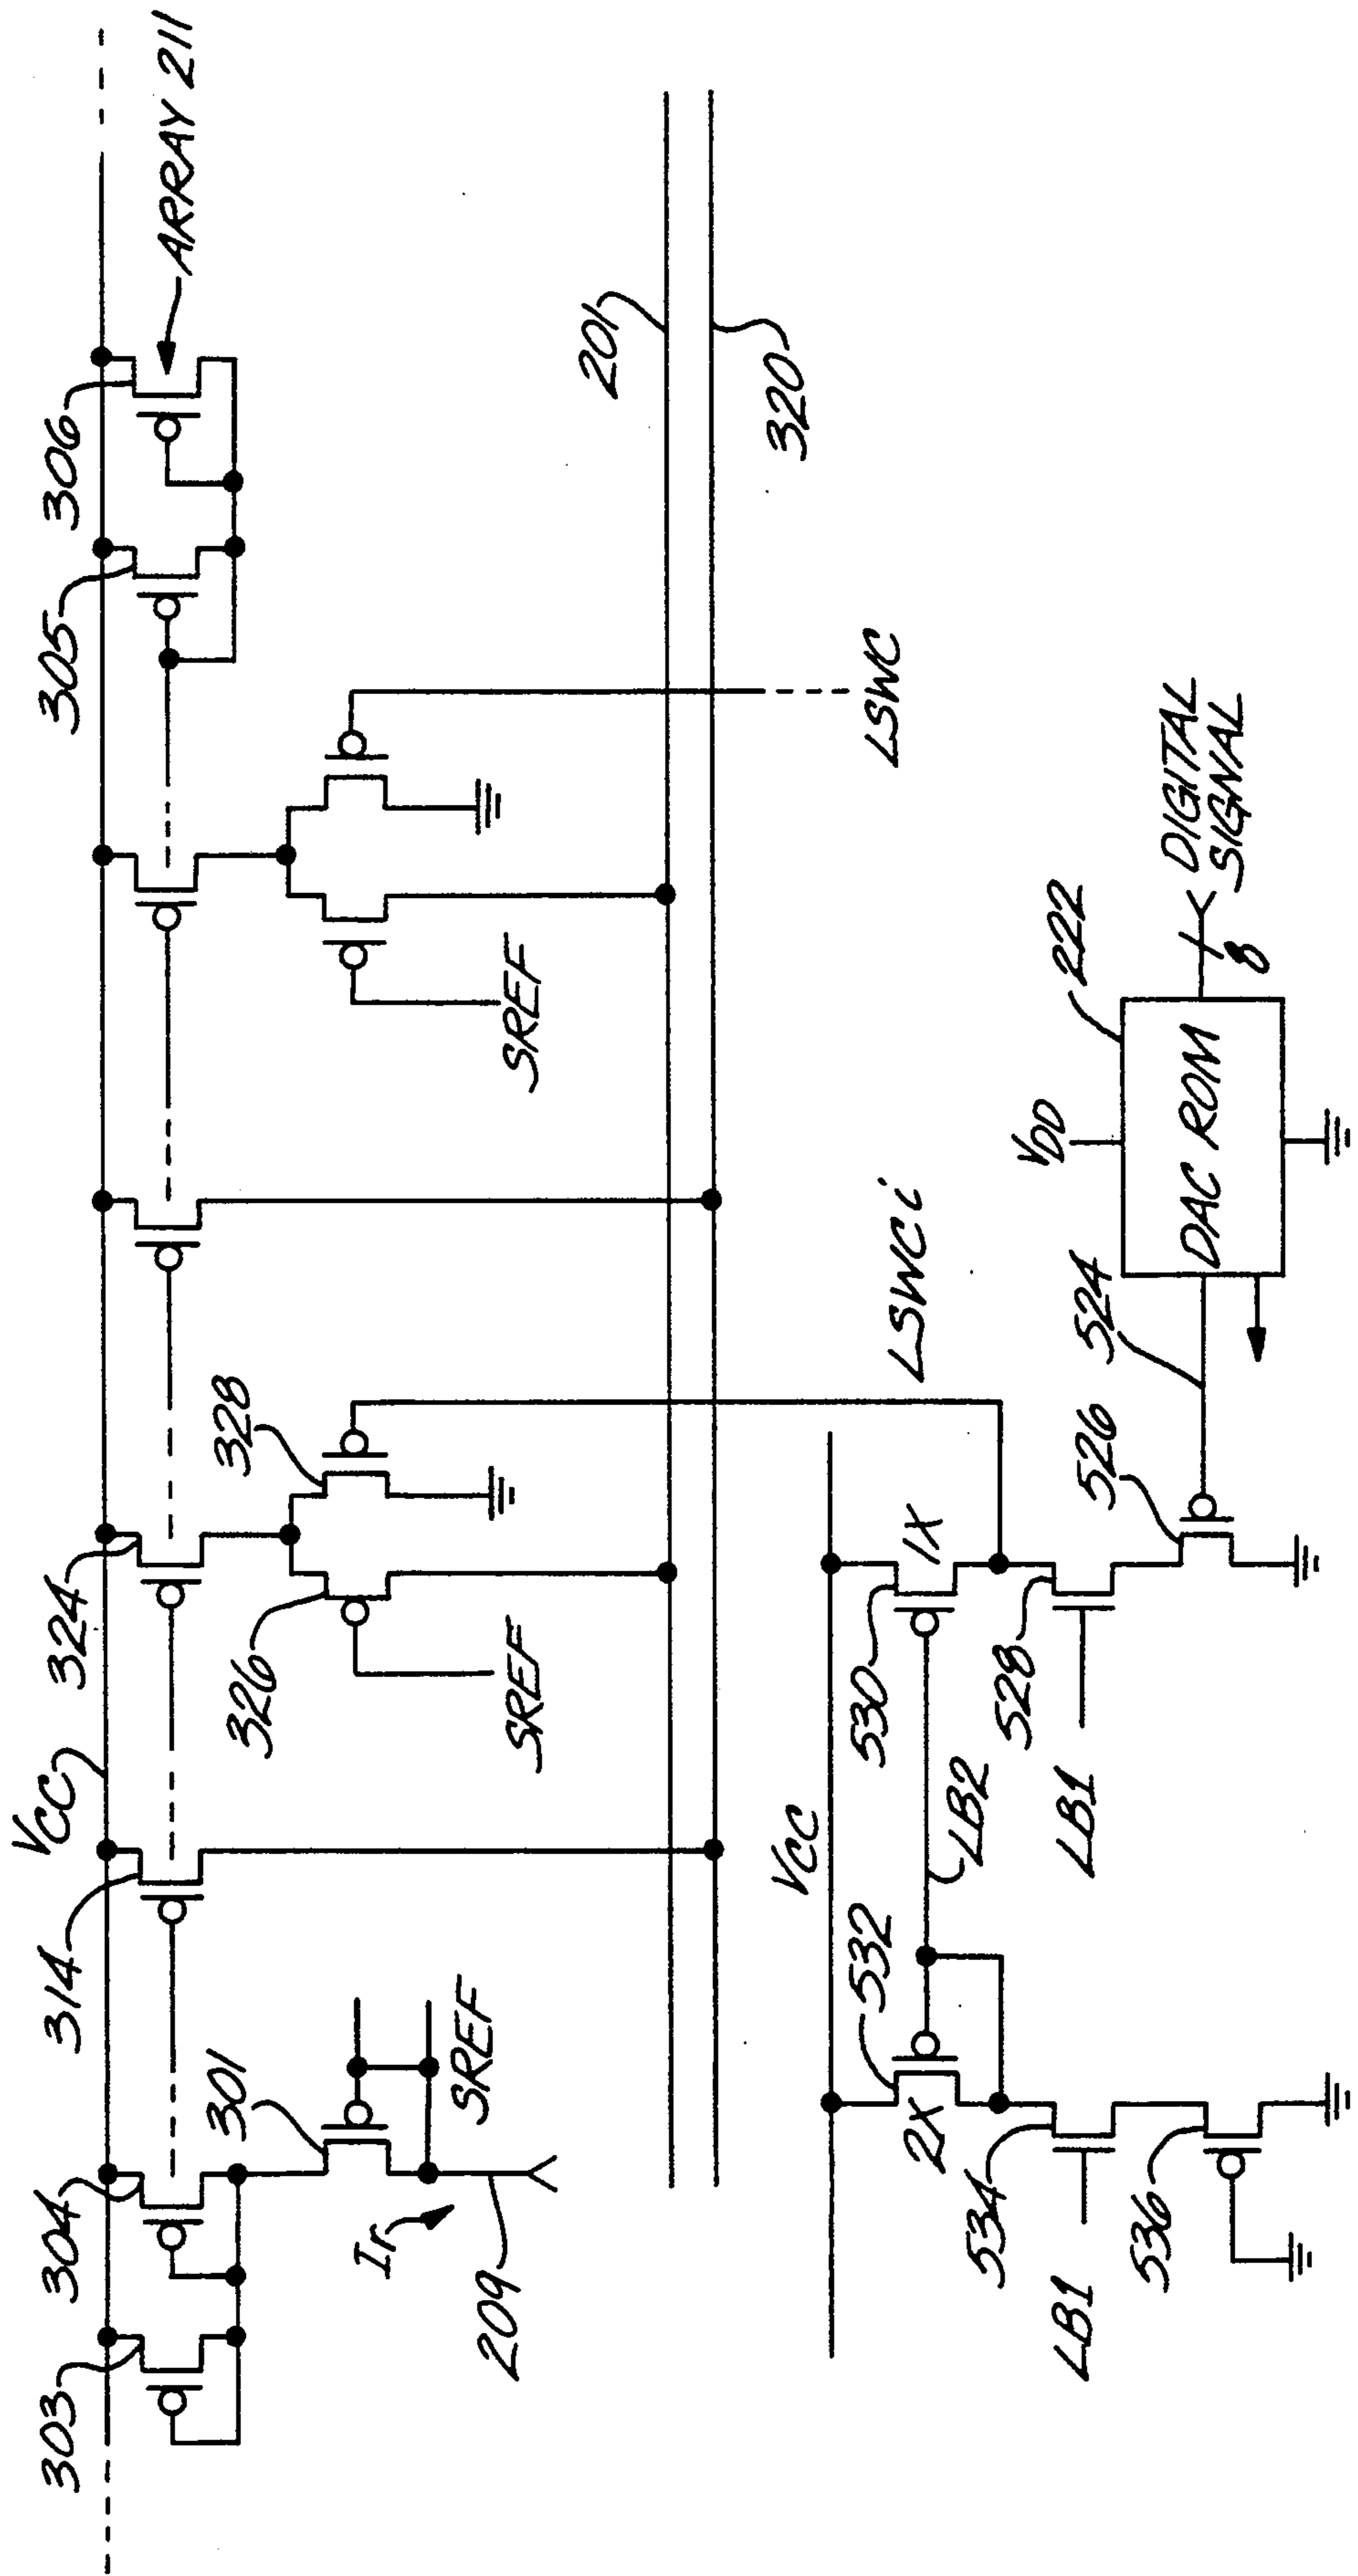 303
304
314
VCC
324
305
306
ARRAY 211
301
326
328
Ir
209
SREF
SREF
SREF
201
320
LSWC
LSWCi
VCC
532
2X
LB2
530
1X
534
LB1
528
LB1
536
526
524
VDD
222
DAC ROM
8
DIGITAL
SIGNAL